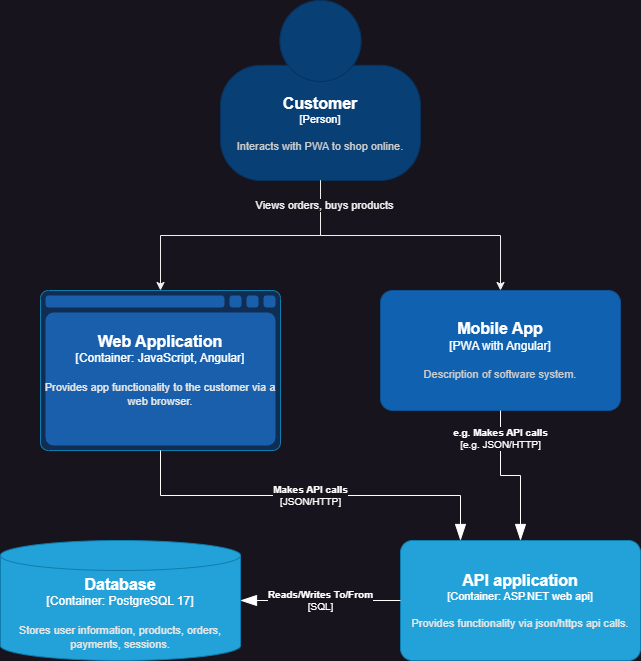 Customer
[Person]
Interacts with PWA to shop online.
Views orders, buys products
Web Application
[Container: JavaScript, Angular]
Provides app functionality to the customer via a
web browser.
Mobile App
[PWA with Angular]
Description of software system.
e.g. Makes API calls
[e.g. JSON/HTTP]
Makes API calls
[JSON/HTTP]
Database
[Container: PostgreSQL 17]
Stores user information, products, orders,
payments, sessions.
Reads/Writes To/From
[SQL]
API application
[Container: ASP.NET web api]
Provides functionality via json/https api calls.